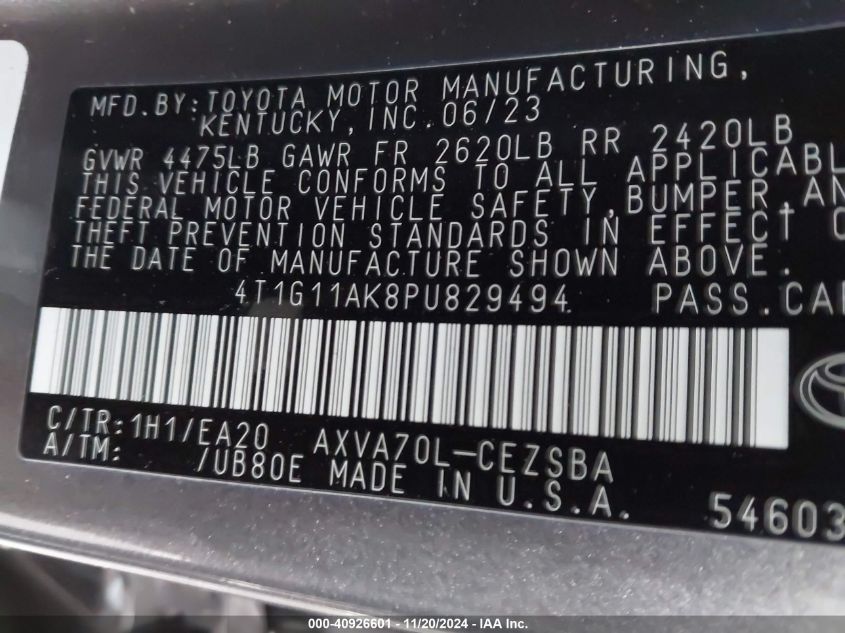 MFD.BY:TOYOTA MOTOR MANUFACTURING,
KENTUCKY,INC.06/23
GVWR 4475LB GAWR FR 2620LB RR 2420LB
THIS VEHICLE CONFORMS TO ALL APPLICABL
FEDERAL MOTOR VEHICLE SAFETY,BUMPER,AN
THEFT PREVENTION STANDARDS IN EFFECT O
THE DATE OF MANUFACTURE SHOWN ABOVE.
4T1G11AK8PU829494 PASS.CAR
C/TR:1H1/EA20 AXVA70L-CEZSBA
A/TM: /UB80E MADE IN U.S.A.
54603
000-40926601 - 11/20/2024 - IAA Inc.